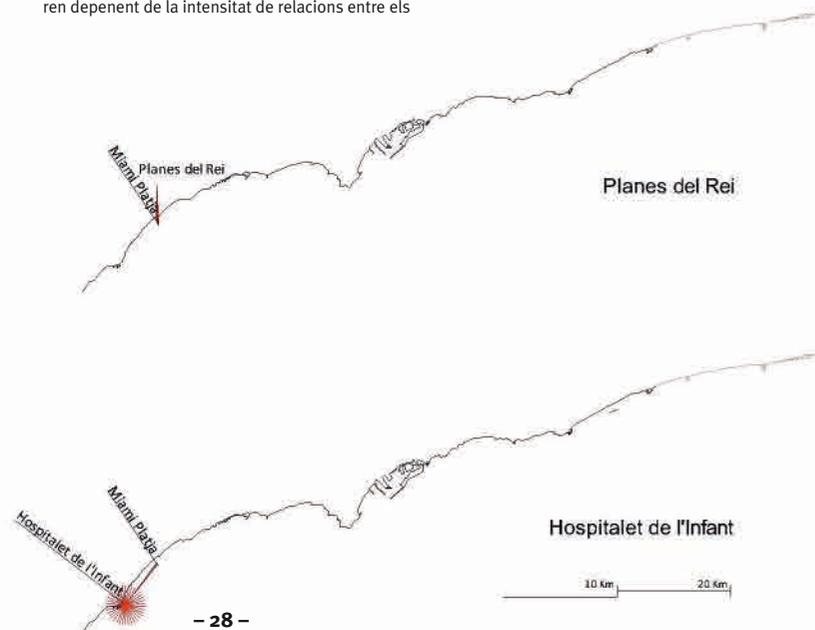 ren depenent de la intensitat de relacions entre els
Miami Platja
Planes del Rei
Planes del Rei
Miami Platja
Hospitalet de l'Infant
Hospitalet de l'Infant
10 Km
20 Km
– 28 –